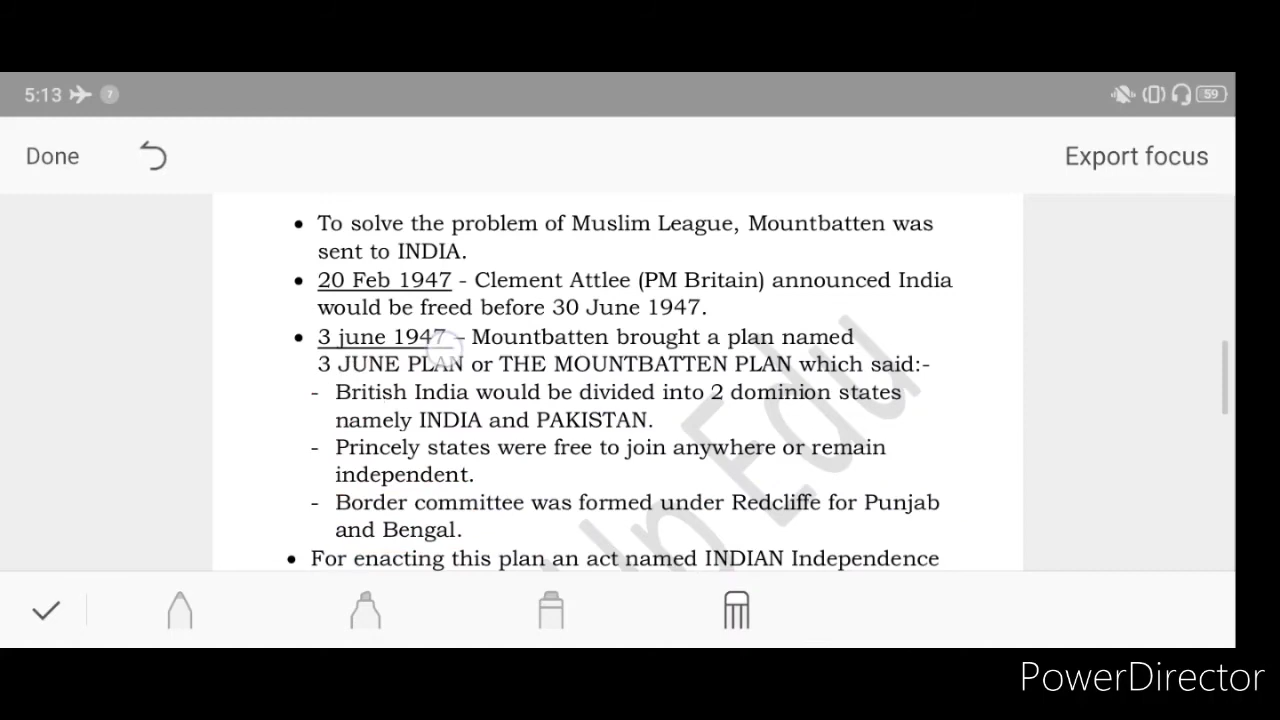 5:13 7 59
Done Export focus
• To solve the problem of Muslim League, Mountbatten was
sent to INDIA.
• 20 Feb 1947 - Clement Attlee (PM Britain) announced India
would be freed before 30 June 1947.
• 3 june 1947 - Mountbatten brought a plan named
3 JUNE PLAN or THE MOUNTBATTEN PLAN which said:-
- British India would be divided into 2 dominion states
namely INDIA and PAKISTAN.
- Princely states were free to join anywhere or remain
independent.
- Border committee was formed under Redcliffe for Punjab
and Bengal.
• For enacting this plan an act named INDIAN Independence
In Edu
PowerDirector